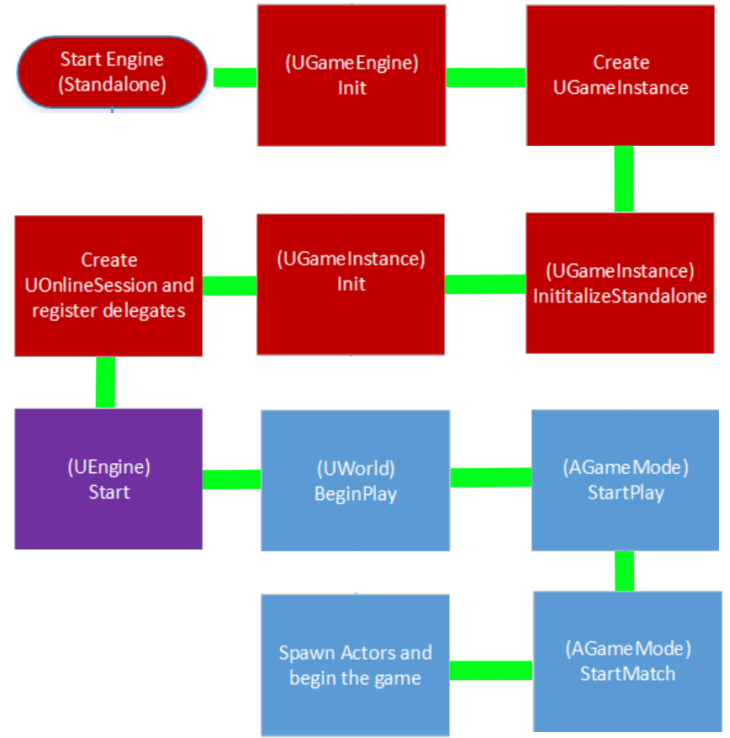 Start Engine
(Standalone)
(UGameEngine)
Init
Create
UGameInstance
(UGameInstance)
InititalizeStandalone
(UGameInstance)
Init
Create
UOnlineSession and
register delegates
(UEngine)
Start
(UWorld)
BeginPlay
(AGameMode)
StartPlay
(AGameMode)
StartMatch
Spawn Actors and
begin the game